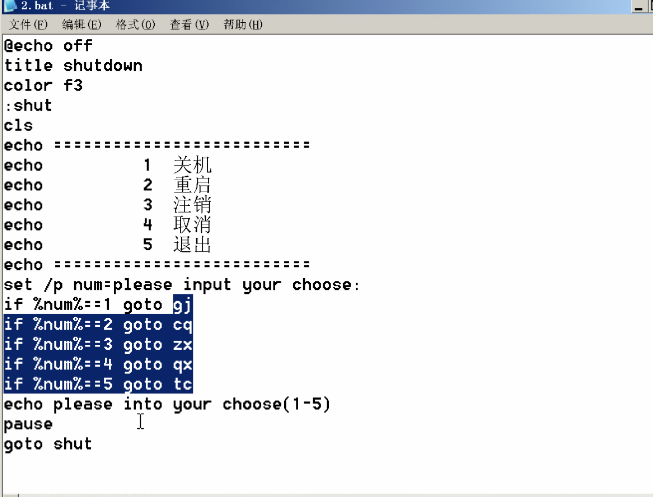 2.bat - 记事本
文件(F) 编辑(E) 格式(O) 查看(V) 帮助(H)
@echo off
title shutdown
color f3
:shut
cls
echo ==========================
echo 1 关机
echo 2 重启
echo 3 注销
echo 4 取消
echo 5 退出
echo ==========================
set /p num=please input your choose:
if %num%==1 goto gj
if %num%==2 goto cq
if %num%==3 goto zx
if %num%==4 goto qx
if %num%==5 goto tc
echo please into your choose(1-5)
pause
goto shut